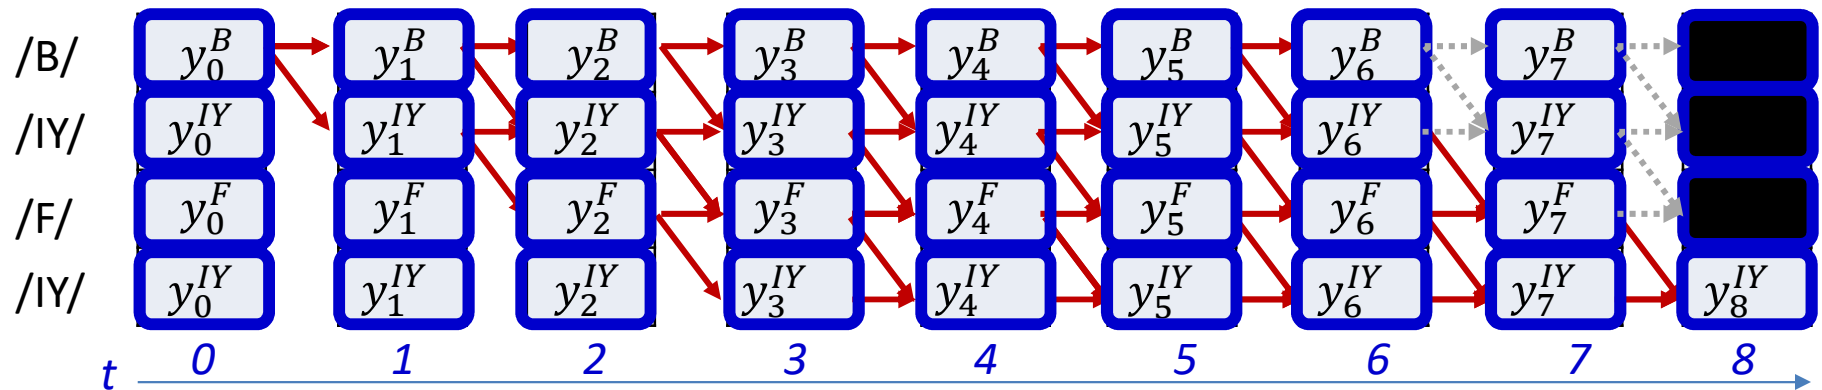 /B/ y_0^B y_1^B y_2^B y_3^B y_4^B y_5^B y_6^B y_7^B
/IY/ y_0^{IY} y_1^{IY} y_2^{IY} y_3^{IY} y_4^{IY} y_5^{IY} y_6^{IY} y_7^{IY}
/F/ y_0^F y_1^F y_2^F y_3^F y_4^F y_5^F y_6^F y_7^F
/IY/ y_0^{IY} y_1^{IY} y_2^{IY} y_3^{IY} y_4^{IY} y_5^{IY} y_6^{IY} y_7^{IY} y_8^{IY}
t 0 1 2 3 4 5 6 7 8